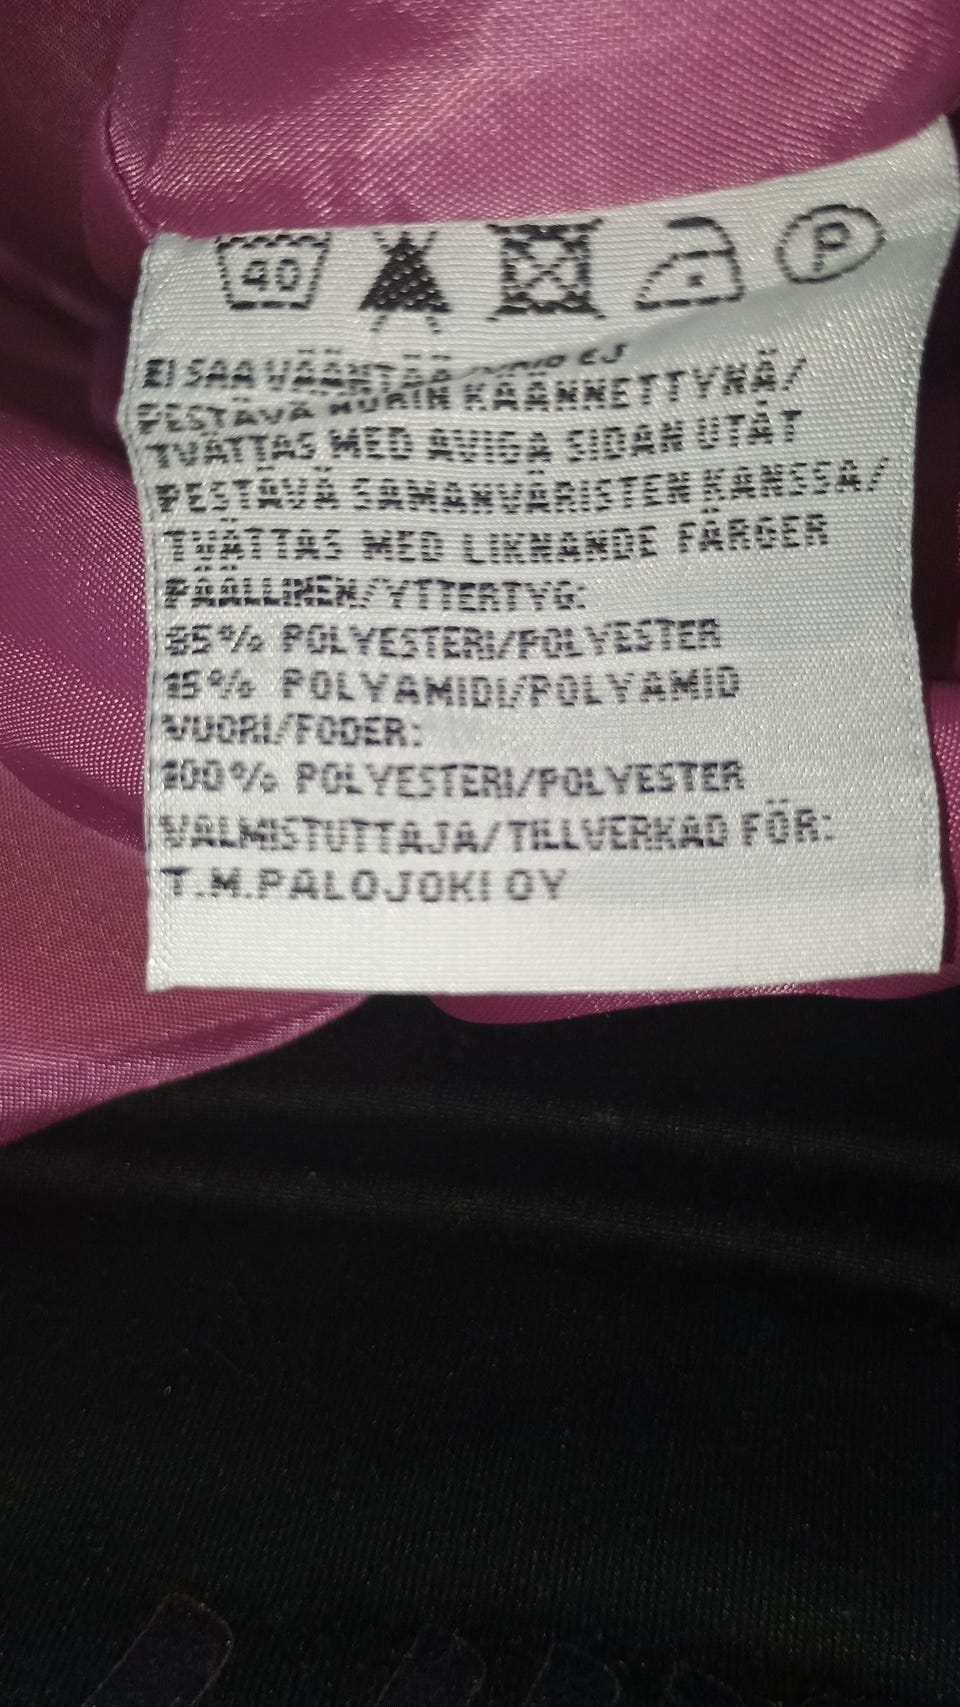 40 P
EI SAA VÄÄNTÄÄ EJ
PESTÄVÄ NURIN KÄÄNNETTYNÄ/
TVÄTTAS MED AVIGA SIDAN UTÅT
PESTÄVÄ SAMANVÄRISTEN KANSSA/
TVÄTTAS MED LIKNANDE FÄRGER
PÄÄLLINEN/YTTERTYG:
85% POLYESTERI/POLYESTER
15% POLYAMIDI/POLYAMID
VUORI/FODER:
100% POLYESTERI/POLYESTER
VALMISTUTTAJA/TILLVERKAD FÖR:
T.M.PALOJOKI OY